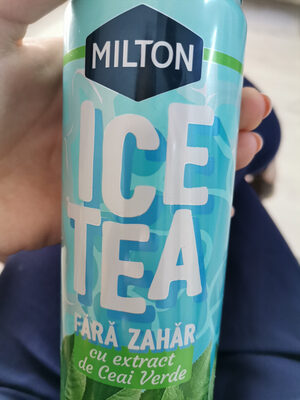 MILTON
ICE
TEA
FĂRĂ ZAHĂR
cu extract
de Ceai Verde